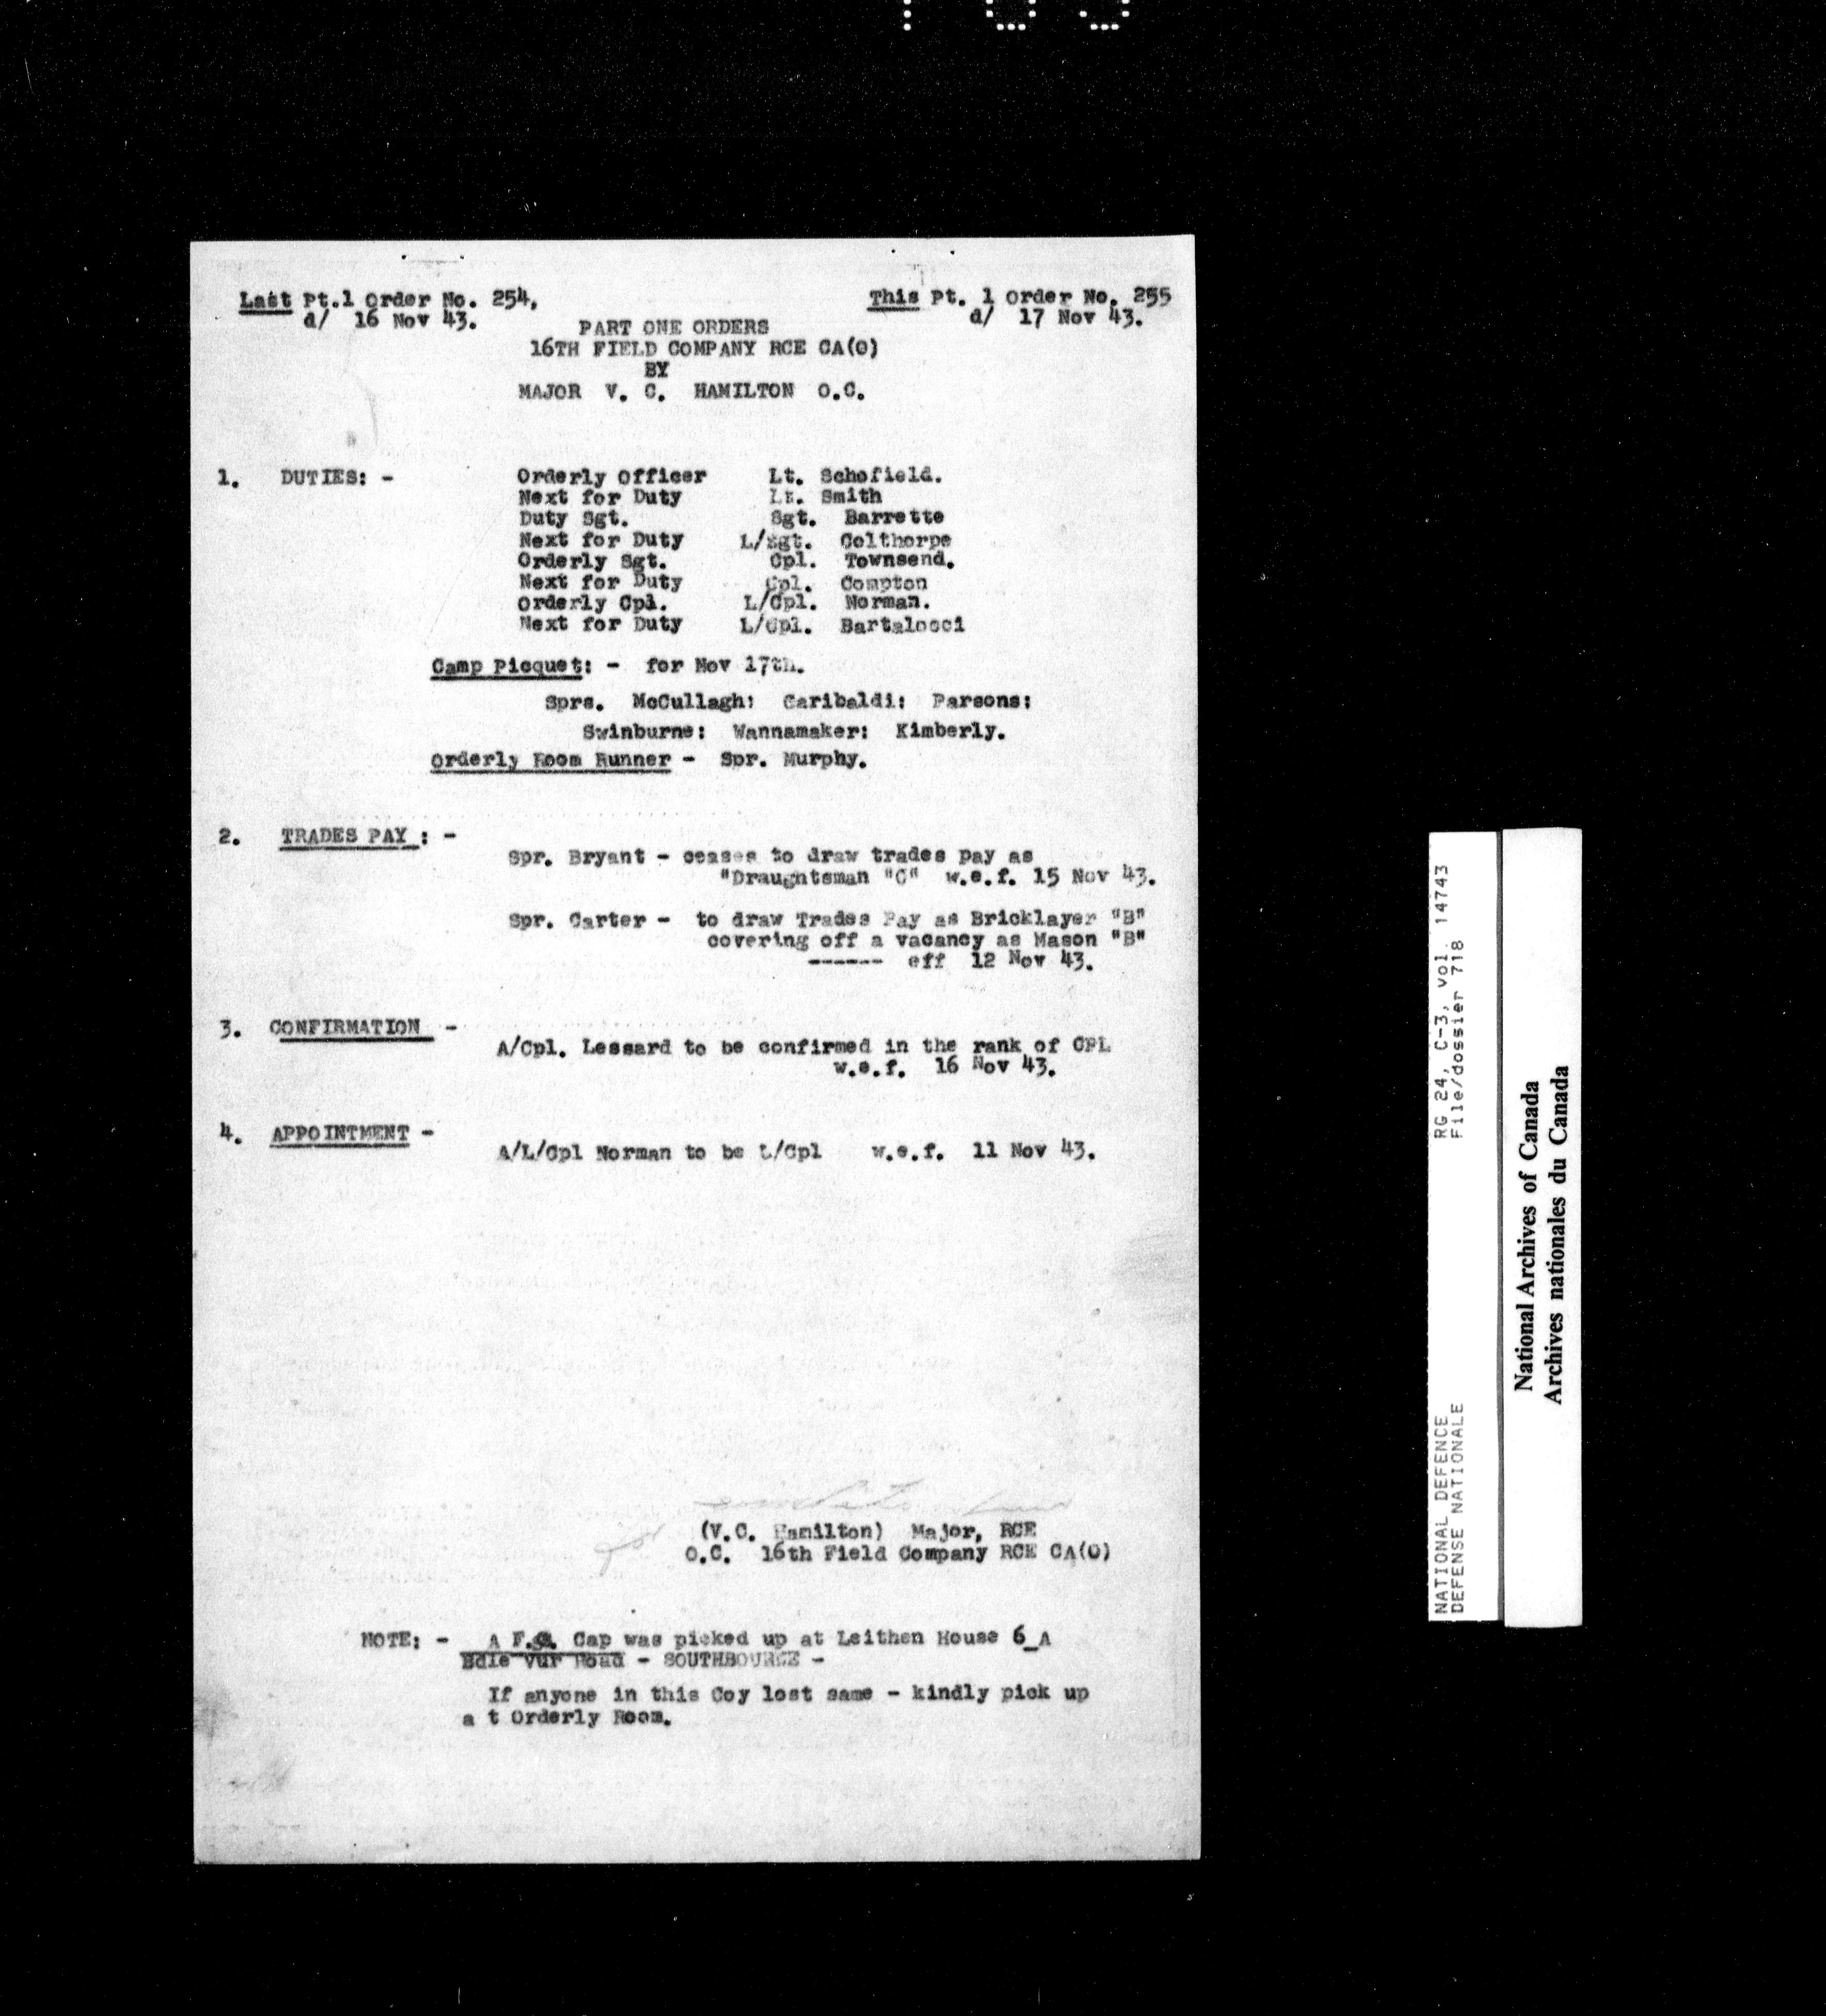 Last Pt.1 Order No. 254,
d/ 16 Nov 43.
This Pt. 1 Order No. 255
d/ 17 Nov 43.
PART ONE ORDERS
16TH FIELD COMPANY RCE CA(O)
BY
MAJOR V. C. HAMILTON O.C.
1. DUTIES: -
Orderly Officer Lt. Schofield.
Next for Duty Lt. Smith
Duty Sgt. Sgt. Barrette
Next for Duty L/Sgt. Colthorpe
Orderly Sgt. Cpl. Townsend.
Next for Duty Cpl. Compton
Orderly Cpl. L/Cpl. Norman.
Next for Duty L/Cpl. Bartalocci
Camp Picquet: - for Nov 17th.
Sprs. McCullagh: Garibaldi: Parsons:
Swinburne: Wannamaker: Kimberly.
Orderly Room Runner - Spr. Murphy.
2. TRADES PAY : -
Spr. Bryant - ceases to draw trades pay as
"Draughtsman "C" w.e.f. 15 Nov 43.
Spr. Carter - to draw Trades Pay as Bricklayer "B"
covering off a vacancy as Mason "B"
------ eff 12 Nov 43.
3. CONFIRMATION -
A/Cpl. Lessard to be confirmed in the rank of CPL
w.e.f. 16 Nov 43.
4. APPOINTMENT -
A/L/Cpl Norman to be L/Cpl w.e.f. 11 Nov 43.
(V.C. Hamilton) Major, RCE
O.C. 16th Field Company RCE CA(O)
NOTE: - A Cap was picked up at Leithen House 6_A
Road - SOUTHBOURNE -
If anyone in this Coy lost same - kindly pick up
a t Orderly Room.
NATIONAL DEFENCE RG 24, C-3, vol. 14743
DEFENSE NATIONALE File/dossier 718
National Archives of Canada
Archives nationales du Canada